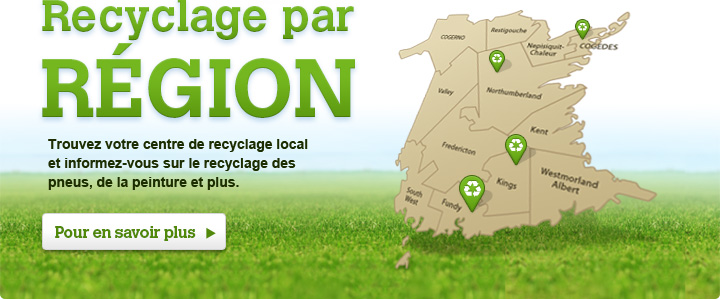 Recyclage par
RÉGION
Trouvez votre centre de recyclage local
et informez-vous sur le recyclage des
pneus, de la peinture et plus.
Pour en savoir plus
COGERNO
Restigouche
Nepisiquit-
Chaleur
COGEDES
Valley
Northumberland
Kent
Fredericton
Westmorland
Albert
Kings
South
West
Fundy